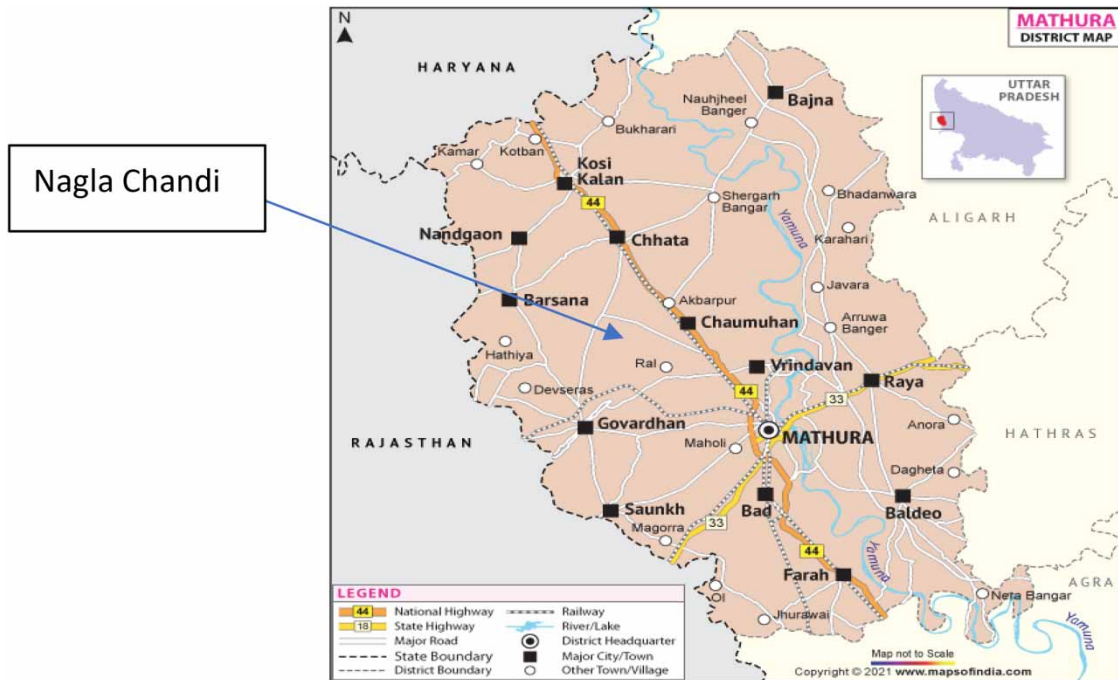 N
MATHURA
DISTRICT MAP
HARYANA
UTTAR
PRADESH
Nagla Chandi
Bajna
Nauhjheel
Banger
Bukharari
Kotban
Kamar
Kosi
Kalan
44
Shergarh
Bangar
Bhadanwara
ALIGARH
Yamuna
Nandgaon
Chhata
Karahari
Javara
Barsana
Akbarpur
Chaumuhan
Arruwa
Banger
Hathiya
Ral
Vrindavan
Raya
Devseras
44
33
Govardhan
MATHURA
Anora
RAJASTHAN
HATHRAS
Maholi
Dagheta
Saunkh
Bad
Baldeo
33
Magorra
44
Yamuna
Farah
AGRA
Ol
Nera Bangar
Jhurawai
Yamuna
LEGEND
44 National Highway
18 State Highway
Major Road
State Boundary
District Boundary
Railway
River/Lake
District Headquarter
Major City/Town
Other Town/Village
Map not to Scale
Copyright © 2021 www.mapsofindia.com